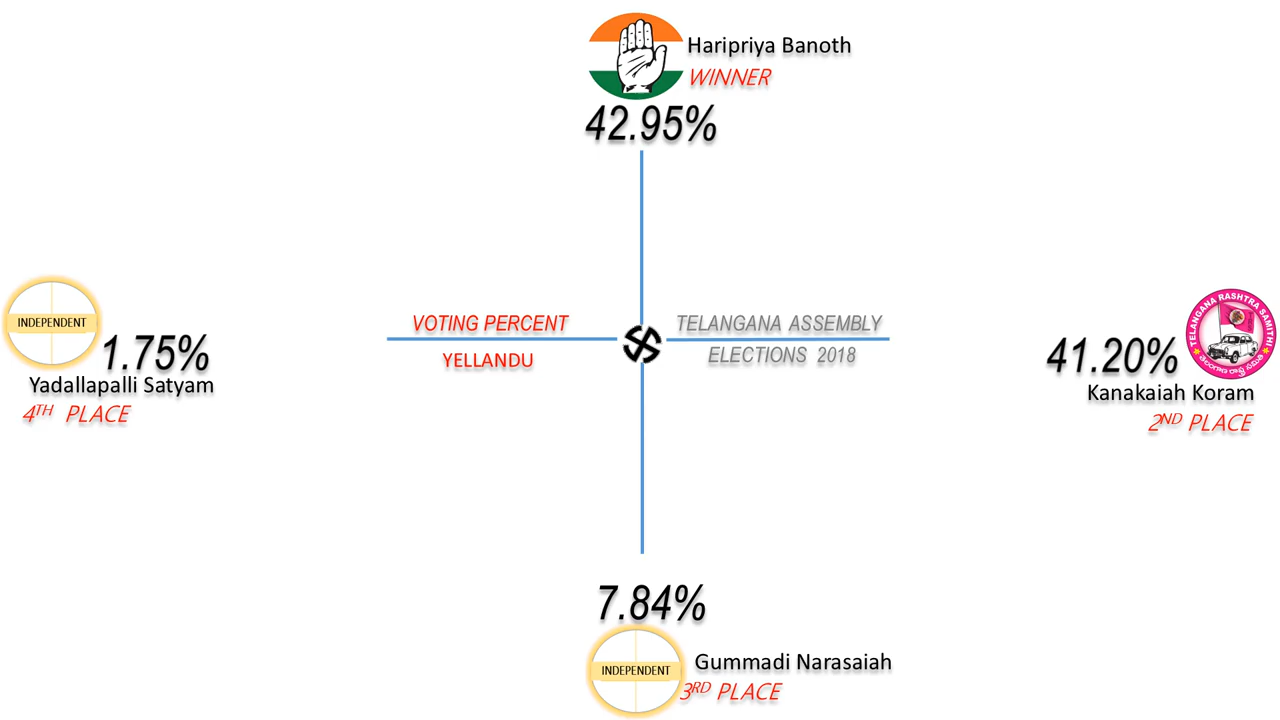 Haripriya Banoth
WINNER
42.95%
INDEPENDENT
1.75%
Yadallapalli Satyam
4TH PLACE
VOTING PERCENT
YELLANDU
TELANGANA ASSEMBLY
ELECTIONS 2018
41.20%
TELANGANA RASHTRA SAMITHI
Kanakaiah Koram
2ND PLACE
7.84%
INDEPENDENT
Gummadi Narasaiah
3RD PLACE